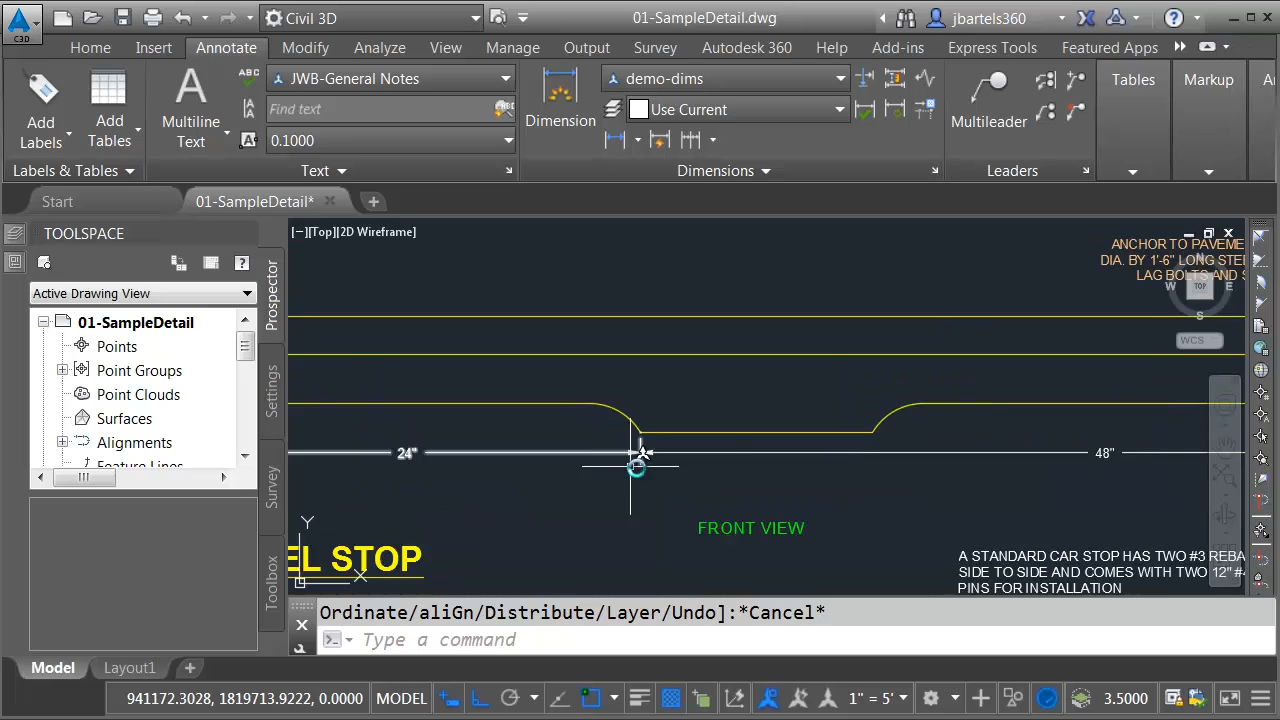 Civil 3D
01-SampleDetail.dwg
jbartels360
C3D
Home Insert Annotate Modify Analyze View Manage Output Survey Autodesk 360 Help Add-ins Express Tools Featured Apps
Add Labels
Add Tables
Labels & Tables
Multiline Text
ABC
JWB-General Notes
Find text
0.1000
Text
Dimension
demo-dims
Use Current
Dimensions
Multileader
Leaders
Tables
Markup
Start
01-SampleDetail*
TOOLSPACE
Active Drawing View
01-SampleDetail
Points
Point Groups
Point Clouds
Surfaces
Alignments
Feature Lines
Prospector
Settings
Survey
Toolbox
[−][Top][2D Wireframe]
ANCHOR TO PAVEME
DIA. BY 1'-6" LONG STE
LAG BOLTS AND S
N
W TOP E
S
WCS
24"
48"
FRONT VIEW
EL STOP
Y
X
A STANDARD CAR STOP HAS TWO #3 REBA
SIDE TO SIDE AND COMES WITH TWO 12" #
PINS FOR INSTALLATION
Ordinate/aliGn/Distribute/Layer/Undo]:*Cancel*
Type a command
Model Layout1
941172.3028, 1819713.9222, 0.0000 MODEL 1" = 5' 3.5000